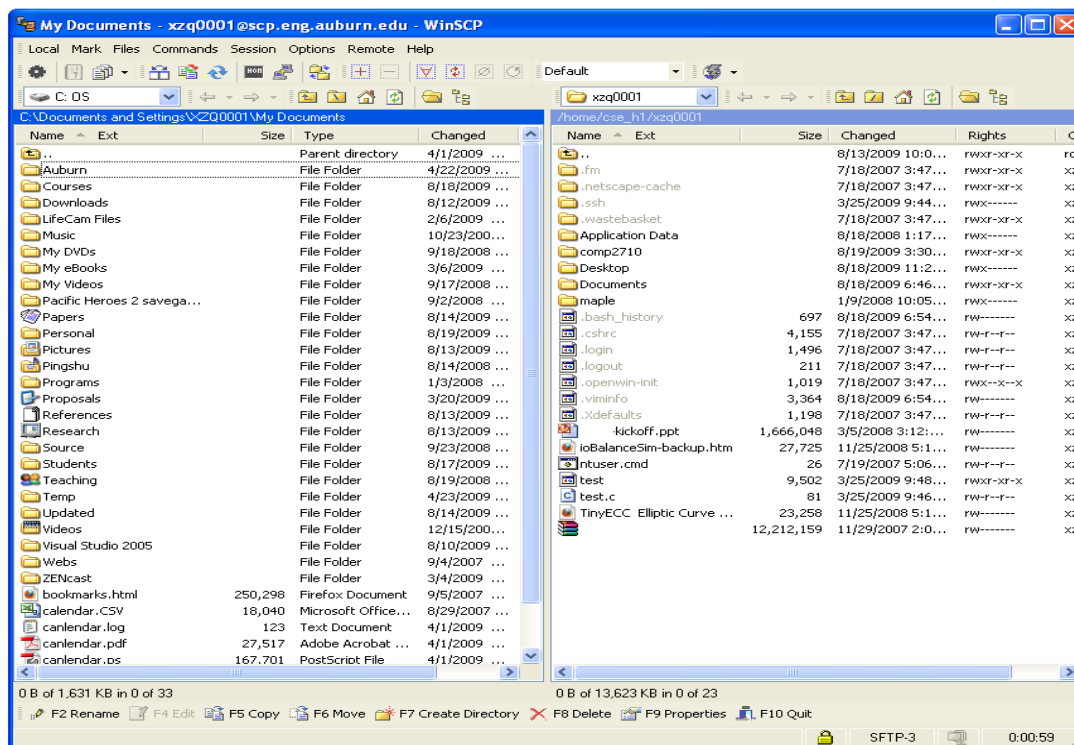 My Documents - xzq0001@scp.eng.auburn.edu - WinSCP
Local Mark Files Commands Session Options Remote Help
Default
C: OS
xzq0001
C:\Documents and Settings\XZQ0001\My Documents
/home/cse_h1/xzq0001
Name Ext Size Type Changed
.. Parent directory 4/1/2009 ...
Auburn File Folder 4/22/2009 ...
Courses File Folder 8/18/2009 ...
Downloads File Folder 8/12/2009 ...
LifeCam Files File Folder 2/6/2009 ...
Music File Folder 10/23/200...
My DVDs File Folder 9/18/2008 ...
My eBooks File Folder 3/6/2009 ...
My Videos File Folder 9/17/2008 ...
Pacific Heroes 2 savega... File Folder 9/2/2008 ...
Papers File Folder 8/14/2009 ...
Personal File Folder 8/19/2009 ...
Pictures File Folder 8/13/2009 ...
Pingshu File Folder 8/14/2008 ...
Programs File Folder 1/3/2008 ...
Proposals File Folder 3/20/2009 ...
References File Folder 8/13/2009 ...
Research File Folder 8/13/2009 ...
Source File Folder 9/23/2008 ...
Students File Folder 8/17/2009 ...
Teaching File Folder 8/19/2008 ...
Temp File Folder 4/23/2009 ...
Updated File Folder 8/14/2009 ...
Videos File Folder 12/15/200...
Visual Studio 2005 File Folder 8/10/2009 ...
Webs File Folder 9/4/2007 ...
ZENcast File Folder 3/4/2009 ...
bookmarks.html 250,298 Firefox Document 9/5/2007 ...
calendar.CSV 18,040 Microsoft Office... 8/29/2007 ...
canlendar.log 123 Text Document 4/1/2009 ...
canlendar.pdf 27,517 Adobe Acrobat ... 4/1/2009 ...
canlendar.ps 167,701 PostScript File 4/1/2009 ...
Name Ext Size Changed Rights
.. 8/13/2009 10:0... rwxr-xr-x
.fm 7/18/2007 3:47... rwxr-xr-x
.netscape-cache 7/18/2007 3:47... rwxr-xr-x
.ssh 3/25/2009 9:44... rwx------
.wastebasket 7/18/2007 3:47... rwxr-xr-x
Application Data 8/18/2008 1:17... rwx------
comp2710 8/19/2009 3:30... rwxr-xr-x
Desktop 8/18/2009 11:2... rwx------
Documents 8/18/2009 6:46... rwxr-xr-x
maple 1/9/2008 10:05... rwx------
.bash_history 697 8/18/2009 6:54... rw-------
.cshrc 4,155 7/18/2007 3:47... rw-r--r--
.login 1,496 7/18/2007 3:47... rw-r--r--
.logout 211 7/18/2007 3:47... rw-r--r--
.openwin-init 1,019 7/18/2007 3:47... rwx--x--x
.viminfo 3,364 8/18/2009 6:54... rw-------
.Xdefaults 1,198 7/18/2007 3:47... rw-r--r--
-kickoff.ppt 1,666,048 3/5/2008 3:12:... rw-------
ioBalanceSim-backup.htm 27,725 11/25/2008 5:1... rw-------
ntuser.cmd 26 7/19/2007 5:06... rw-r--r--
test 9,502 3/25/2009 9:48... rwxr-xr-x
test.c 81 3/25/2009 9:46... rw-r--r--
TinyECC Elliptic Curve ... 23,258 11/25/2008 5:1... rw-------
12,212,159 11/29/2007 2:0... rw-------
0 B of 1,631 KB in 0 of 33
0 B of 13,623 KB in 0 of 23
F2 Rename F4 Edit F5 Copy F6 Move F7 Create Directory F8 Delete F9 Properties F10 Quit
SFTP-3 0:00:59